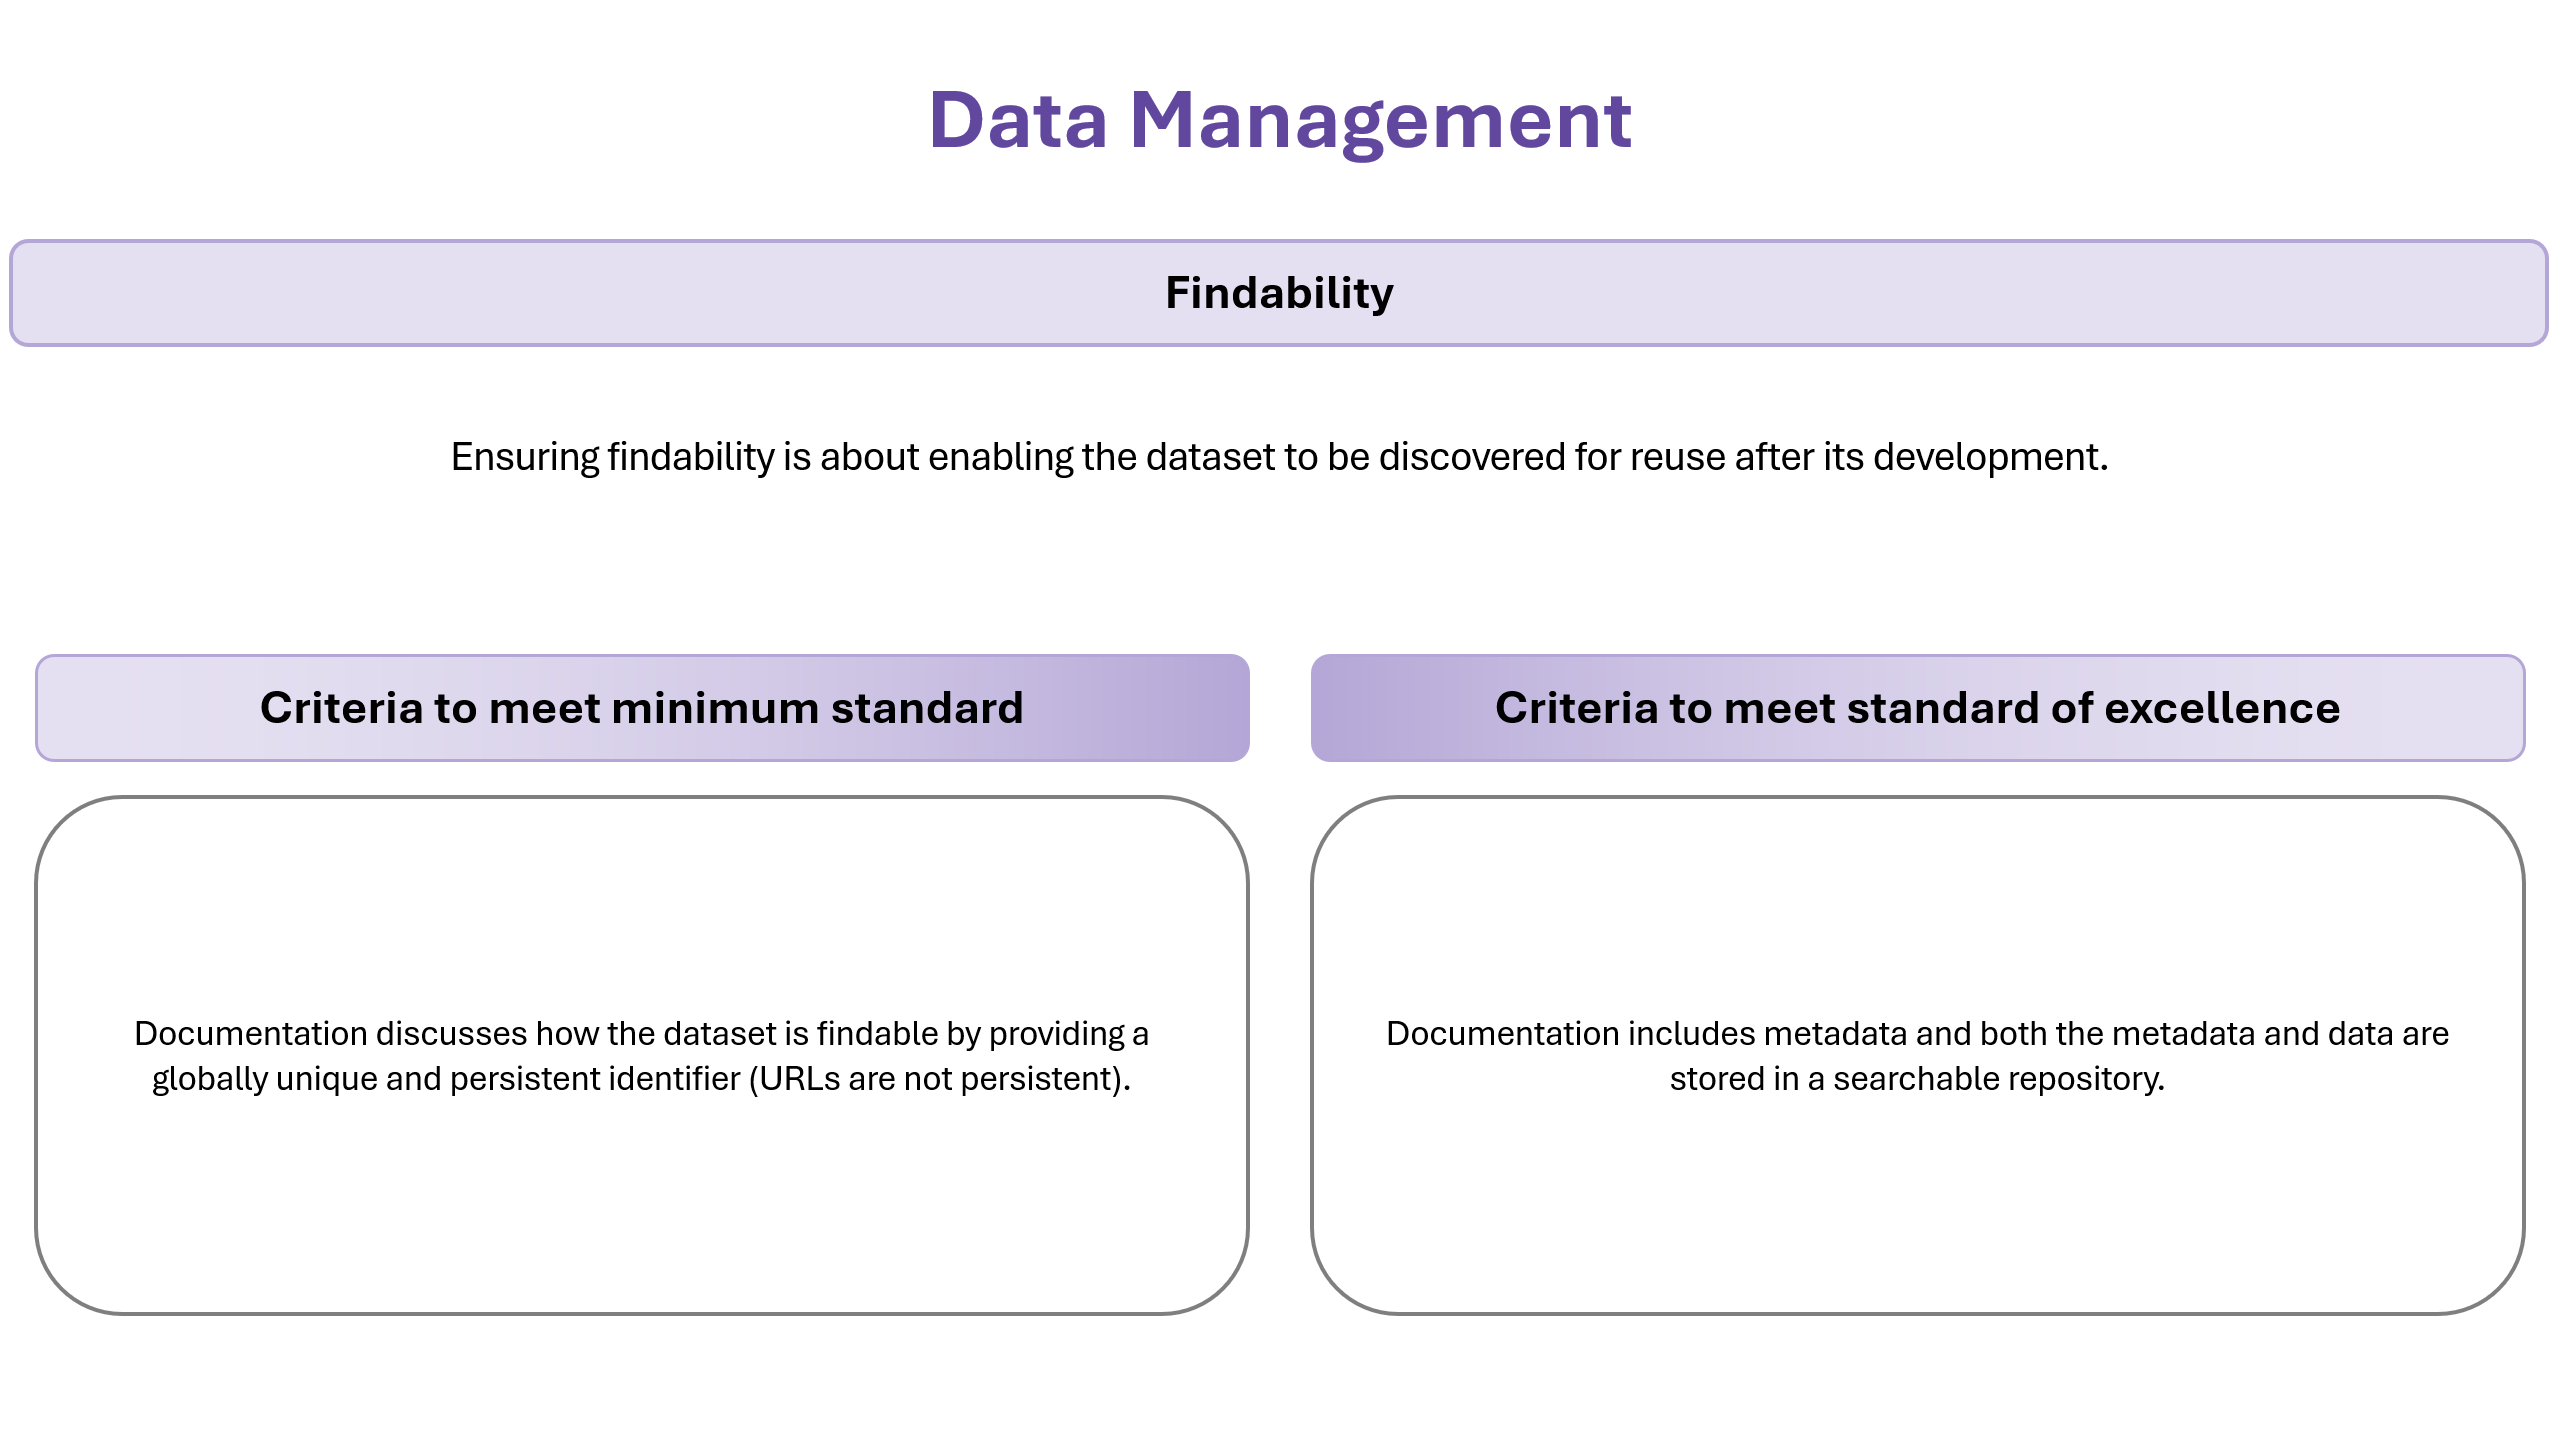 Data Management
Findability
Ensuring findability is about enabling the dataset to be discovered for reuse after its development.
Criteria to meet minimum standard
Documentation discusses how the dataset is findable by providing a
globally unique and persistent identifier (URLs are not persistent).
Criteria to meet standard of excellence
Documentation includes metadata and both the metadata and data are
stored in a searchable repository.